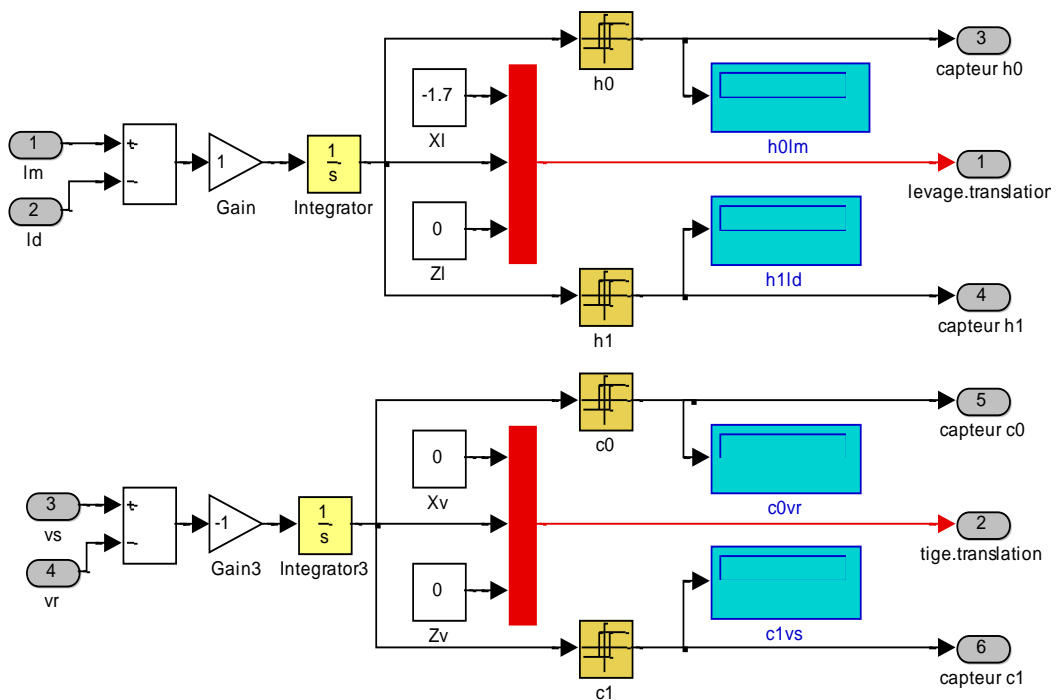 3
capteur h0
h0
-1.7
Xl
h0lm
1
lm
+
−
1
Gain
1
s
Integrator
1
levage.translation
2
ld
0
Zl
h1ld
h1
4
capteur h1
5
capteur c0
c0
0
Xv
c0vr
3
vs
+
−
-1
Gain3
1
s
Integrator3
2
tige.translation
4
vr
0
Zv
c1vs
c1
6
capteur c1